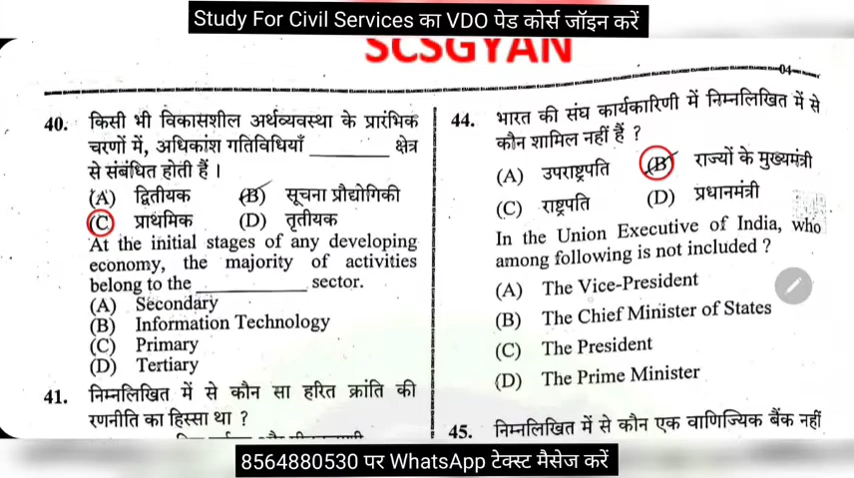 Study For Civil Services का VDO पेड कोर्स जॉइन करें
SCSGYAN
04
40. किसी भी विकासशील अर्थव्यवस्था के प्रारंभिक
चरणों में, अधिकांश गतिविधियाँ ________ क्षेत्र
से संबंधित होती हैं ।
(A) द्वितीयक (B) सूचना प्रौद्योगिकी
(C) प्राथमिक (D) तृतीयक
At the initial stages of any developing
economy, the majority of activities
belong to the ____________ sector.
(A) Secondary
(B) Information Technology
(C) Primary
(D) Tertiary
41. निम्नलिखित में से कौन सा हरित क्रांति की
रणनीति का हिस्सा था ?
44. भारत की संघ कार्यकारिणी में निम्नलिखित में से
कौन शामिल नहीं हैं ?
(A) उपराष्ट्रपति (B) राज्यों के मुख्यमंत्री
(C) राष्ट्रपति (D) प्रधानमंत्री
In the Union Executive of India, who
among following is not included ?
(A) The Vice-President
(B) The Chief Minister of States
(C) The President
(D) The Prime Minister
45. निम्नलिखित में से कौन एक वाणिज्यिक बैंक नहीं
8564880530 पर WhatsApp टेक्स्ट मैसेज करें